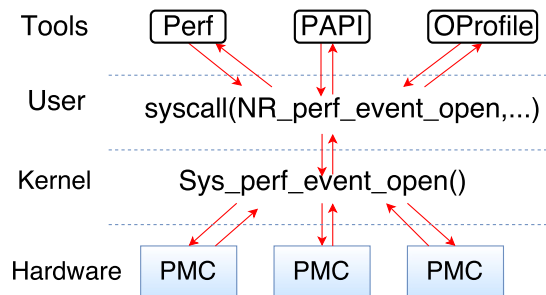 Tools Perf PAPI OProfile
User syscall(NR_perf_event_open,...)
Kernel Sys_perf_event_open()
Hardware PMC PMC PMC